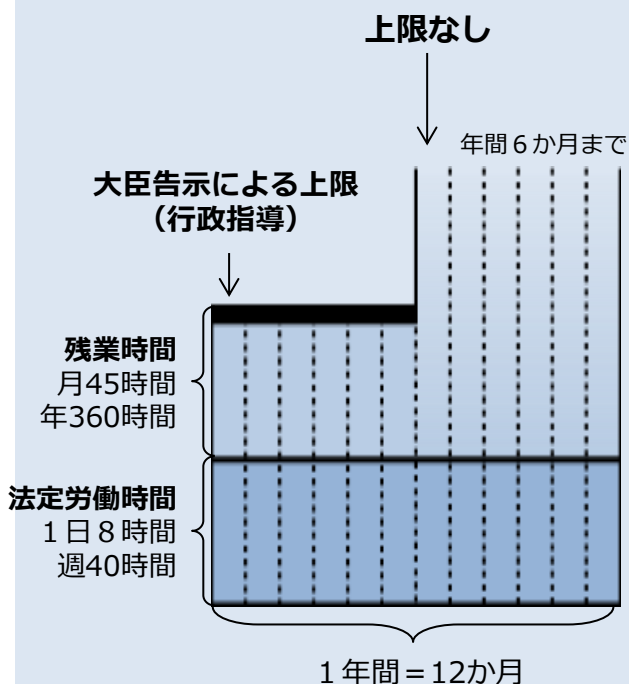 上限なし
年間６か月まで
大臣告示による上限
（行政指導）
残業時間
月45時間
年360時間
法定労働時間
１日８時間
週40時間
１年間＝12か月